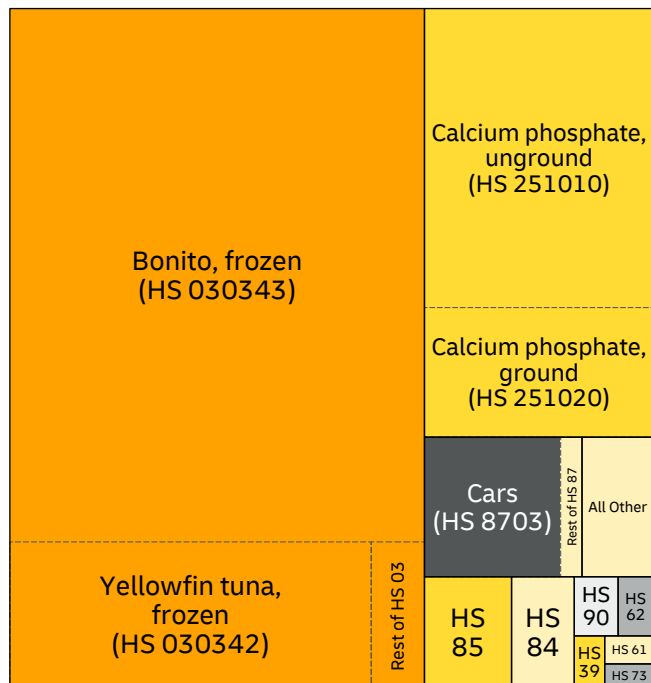 Bonito, frozen
(HS 030343)
Yellowfin tuna,
frozen
(HS 030342)
Rest of HS 03
Calcium phosphate,
unground
(HS 251010)
Calcium phosphate,
ground
(HS 251020)
Cars
(HS 8703)
Rest of HS 87
All Other
HS
85
HS
84
HS
90
HS
62
HS
39
HS 61
HS 73